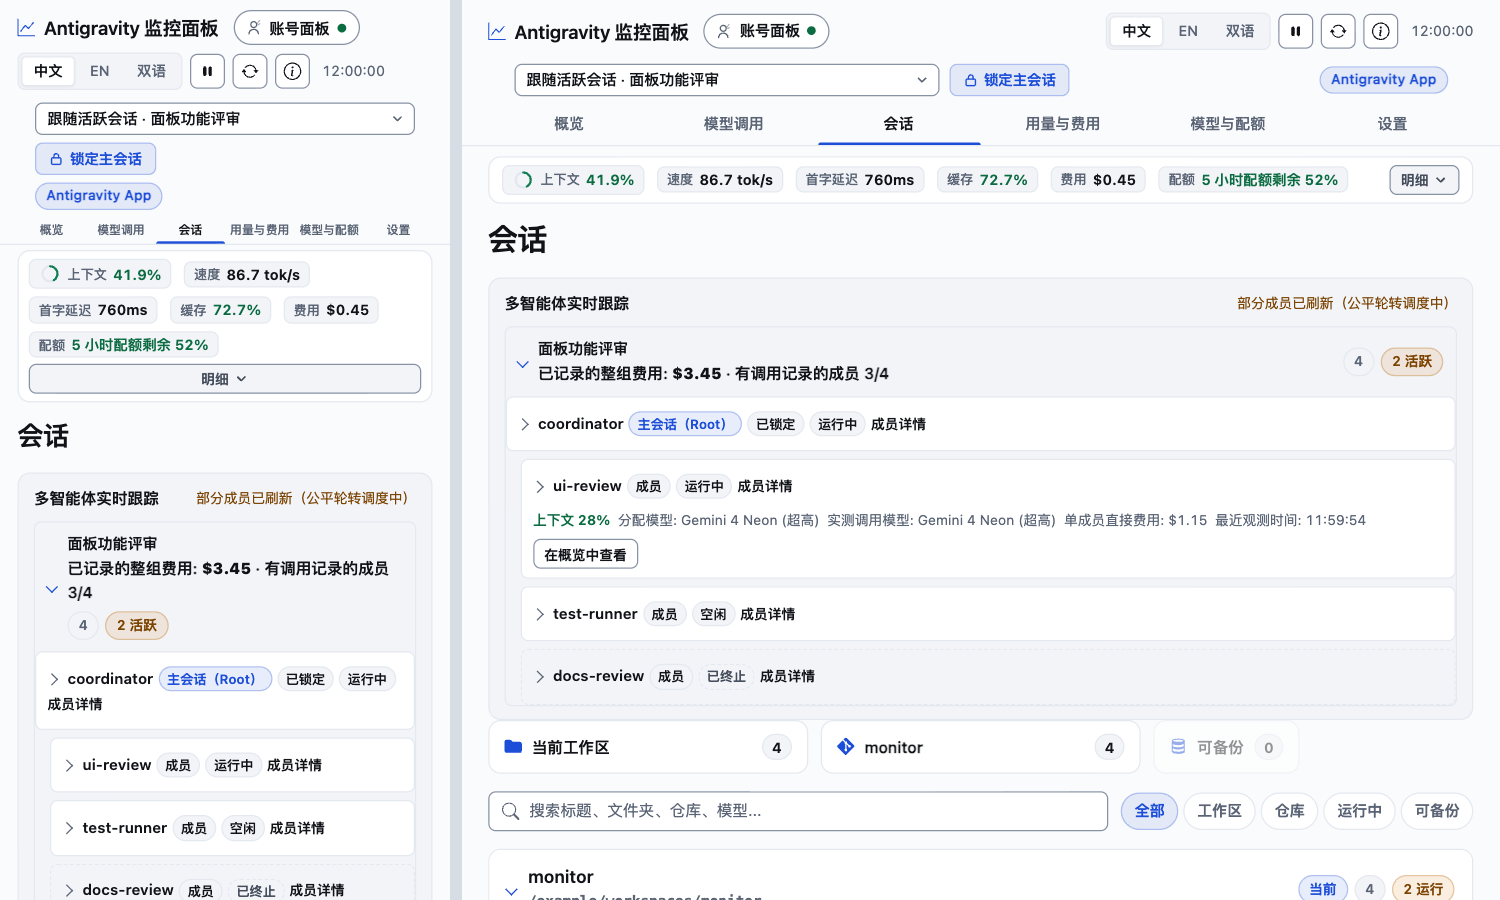 Antigravity 监控面板
账号面板
中文 EN 双语
12:00:00
跟随活跃会话 · 面板功能评审
锁定主会话
Antigravity App
概览 模型调用 会话 用量与费用 模型与配额 设置
上下文 41.9% 速度 86.7 tok/s
首字延迟 760ms 缓存 72.7% 费用 $0.45
配额 5 小时配额剩余 52%
明细
会话
多智能体实时跟踪 部分成员已刷新（公平轮转调度中）
面板功能评审
已记录的整组费用: $3.45 · 有调用记录的成员
3/4
4 2 活跃
coordinator 主会话（Root） 已锁定 运行中
成员详情
ui-review 成员 运行中 成员详情
test-runner 成员 空闲 成员详情
docs-review 成员 已终止 成员详情
Antigravity 监控面板
账号面板
中文 EN 双语
12:00:00
跟随活跃会话 · 面板功能评审
锁定主会话
Antigravity App
概览 模型调用 会话 用量与费用 模型与配额 设置
上下文 41.9% 速度 86.7 tok/s 首字延迟 760ms 缓存 72.7% 费用 $0.45 配额 5 小时配额剩余 52% 明细
会话
多智能体实时跟踪 部分成员已刷新（公平轮转调度中）
面板功能评审
已记录的整组费用: $3.45 · 有调用记录的成员 3/4
4 2 活跃
coordinator 主会话（Root） 已锁定 运行中 成员详情
ui-review 成员 运行中 成员详情
上下文 28% 分配模型: Gemini 4 Neon (超高) 实测调用模型: Gemini 4 Neon (超高) 单成员直接费用: $1.15 最近观测时间: 11:59:54
在概览中查看
test-runner 成员 空闲 成员详情
docs-review 成员 已终止 成员详情
当前工作区 4 monitor 4 可备份 0
搜索标题、文件夹、仓库、模型...
全部 工作区 仓库 运行中 可备份
monitor
/example/workspaces/monitor
当前 4 2 运行